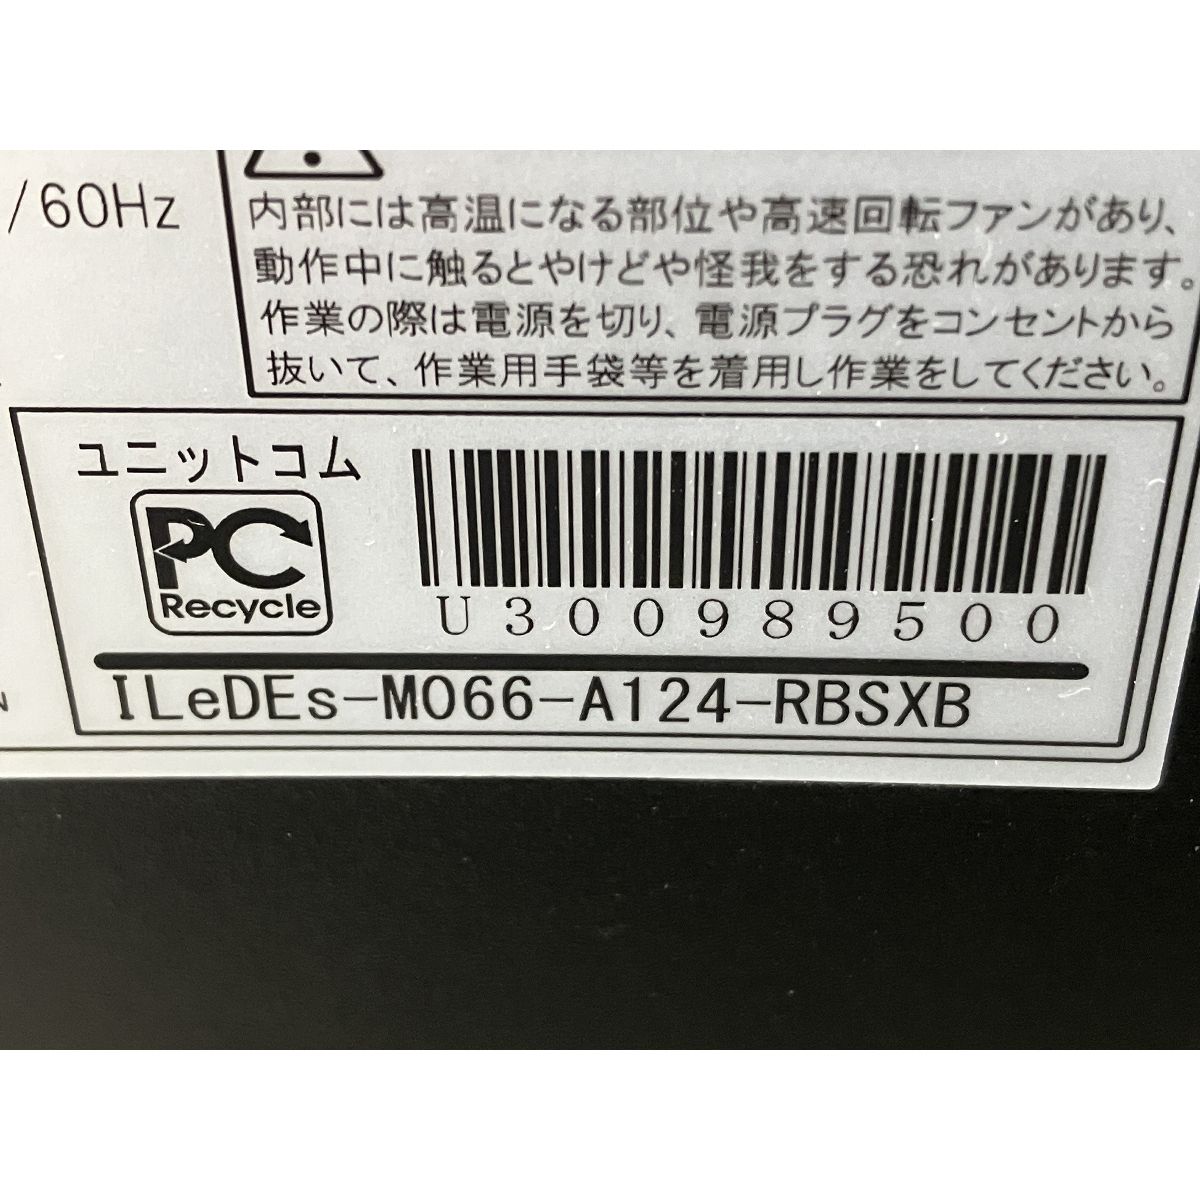 /60Hz
内部には高温になる部位や高速回転ファンがあり、
動作中に触るとやけどや怪我をする恐れがあります。
作業の際は電源を切り、電源プラグをコンセントから
抜いて、作業用手袋等を着用し作業をしてください。
ユニットコム
PC
Recycle
U300989500
ILeDEs-M066-A124-RBSXB